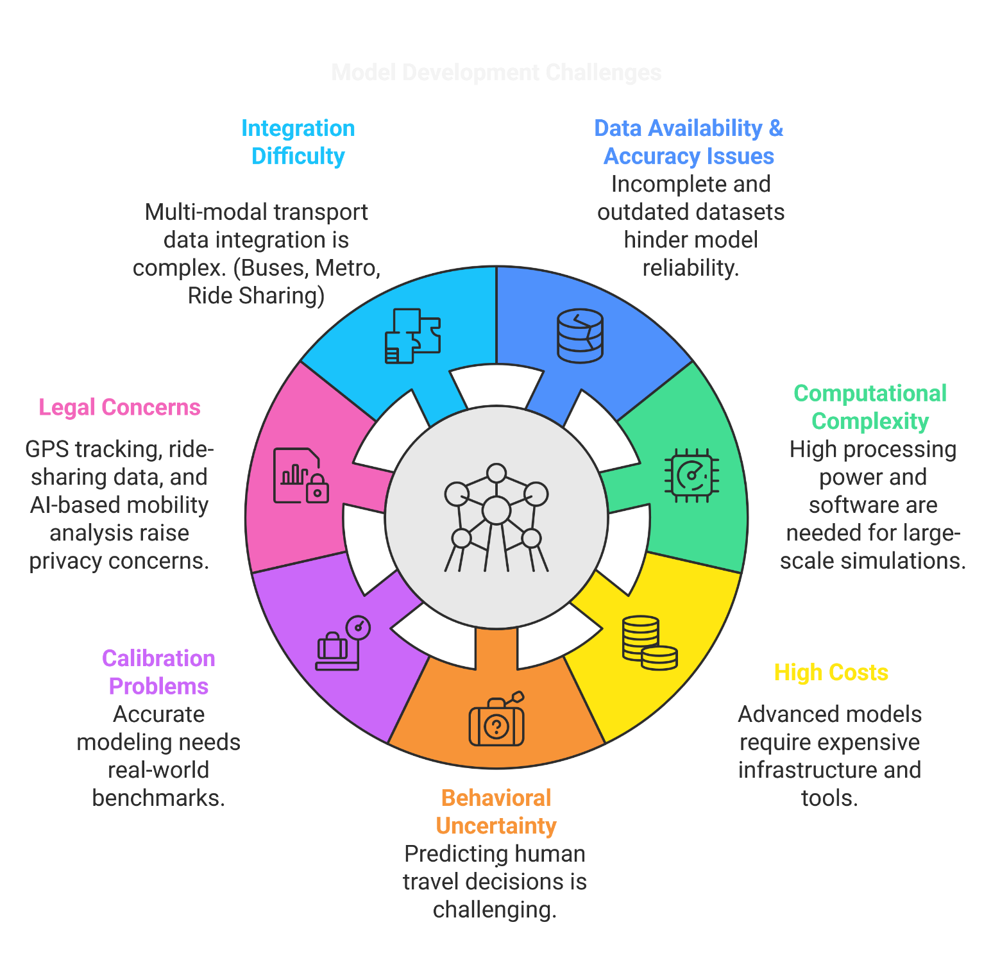 Model Development Challenges
Integration
Difficulty
Multi-modal transport
data integration is
complex. (Buses, Metro,
Ride Sharing)
Data Availability &
Accuracy Issues
Incomplete and
outdated datasets
hinder model
reliability.
Legal Concerns
GPS tracking, ride-
sharing data, and
AI-based mobility
analysis raise
privacy concerns.
Computational
Complexity
High processing
power and
software are
needed for large-
scale simulations.
Calibration
Problems
Accurate
modeling needs
real-world
benchmarks.
High Costs
Advanced models
require expensive
infrastructure and
tools.
?
Behavioral
Uncertainty
Predicting human
travel decisions is
challenging.